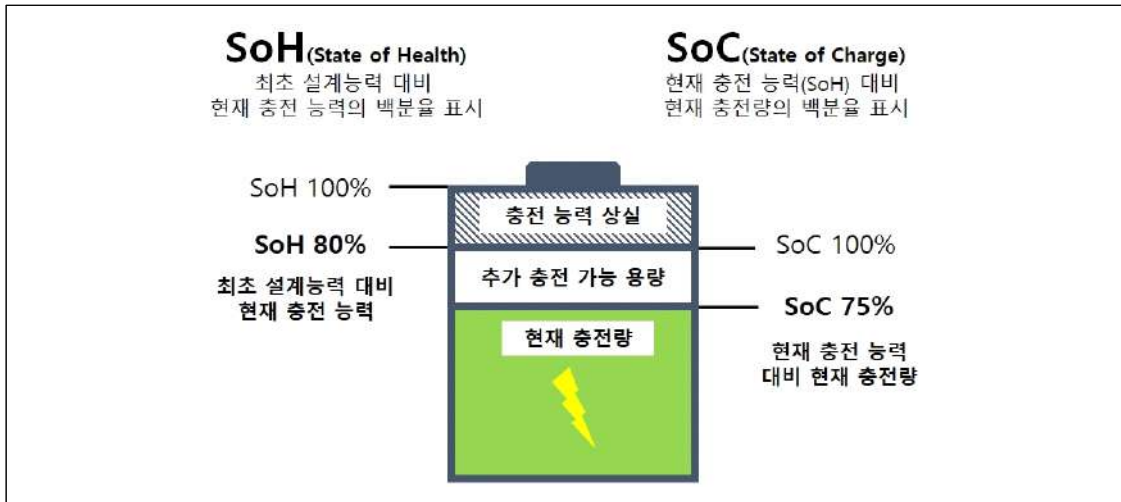 SoH(State of Health)
최초 설계능력 대비
현재 충전 능력의 백분율 표시
SoC(State of Charge)
현재 충전 능력(SoH) 대비
현재 충전량의 백분율 표시
SoH 100%
충전 능력 상실
SoH 80%
최초 설계능력 대비
현재 충전 능력
SoC 100%
추가 충전 가능 용량
SoC 75%
현재 충전 능력
대비 현재 충전량
현재 충전량